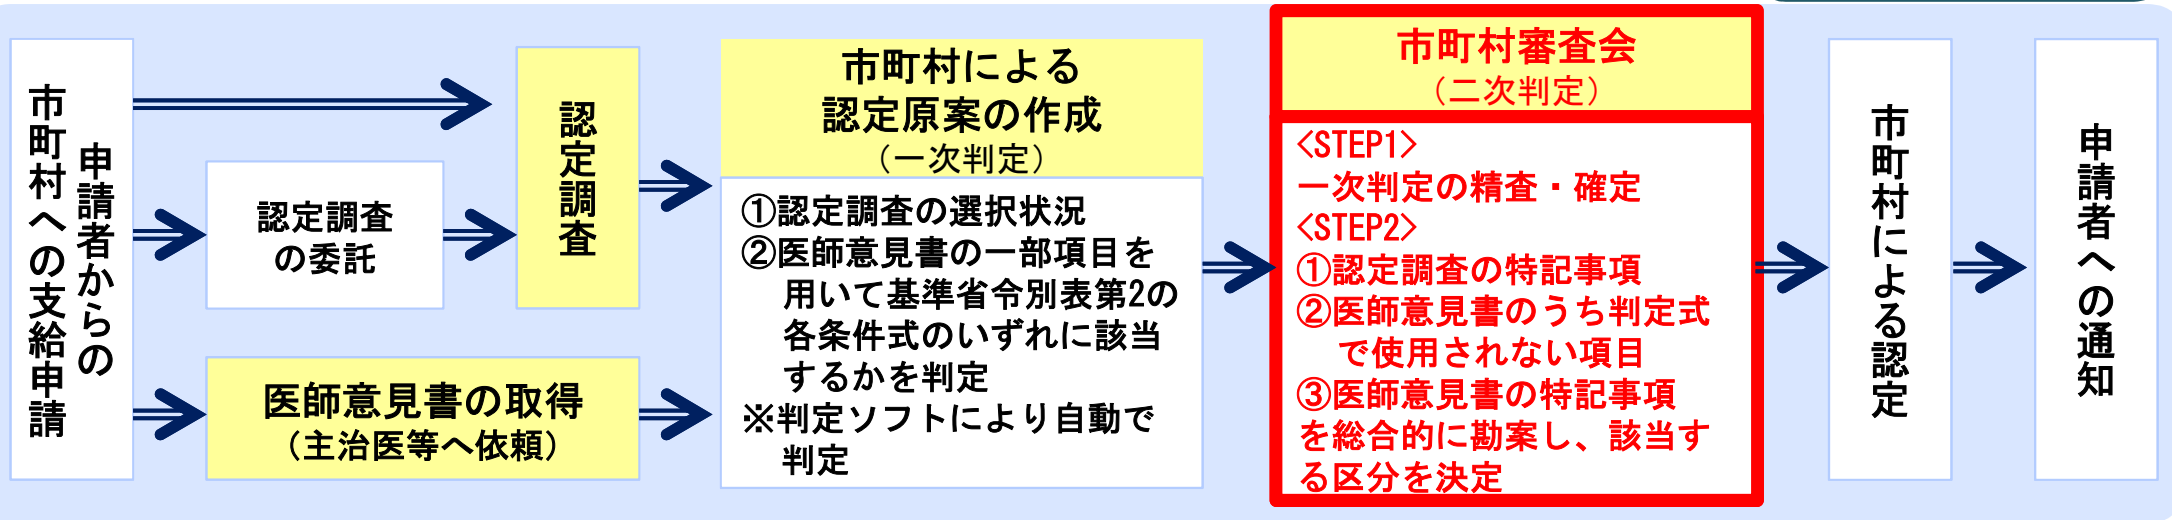 申請者からの
市町村への支給申請
認定調査
の委託
医師意見書の取得
（主治医等へ依頼）
認定調査
市町村による
認定原案の作成
（一次判定）
①認定調査の選択状況
②医師意見書の一部項目を
用いて基準省令別表第2の
各条件式のいずれに該当
するかを判定
※判定ソフトにより自動で
判定
市町村審査会
（二次判定）
<STEP1>
一次判定の精査・確定
<STEP2>
①認定調査の特記事項
②医師意見書のうち判定式
で使用されない項目
③医師意見書の特記事項
を総合的に勘案し、該当す
る区分を決定
市町村による認定
申請者への通知